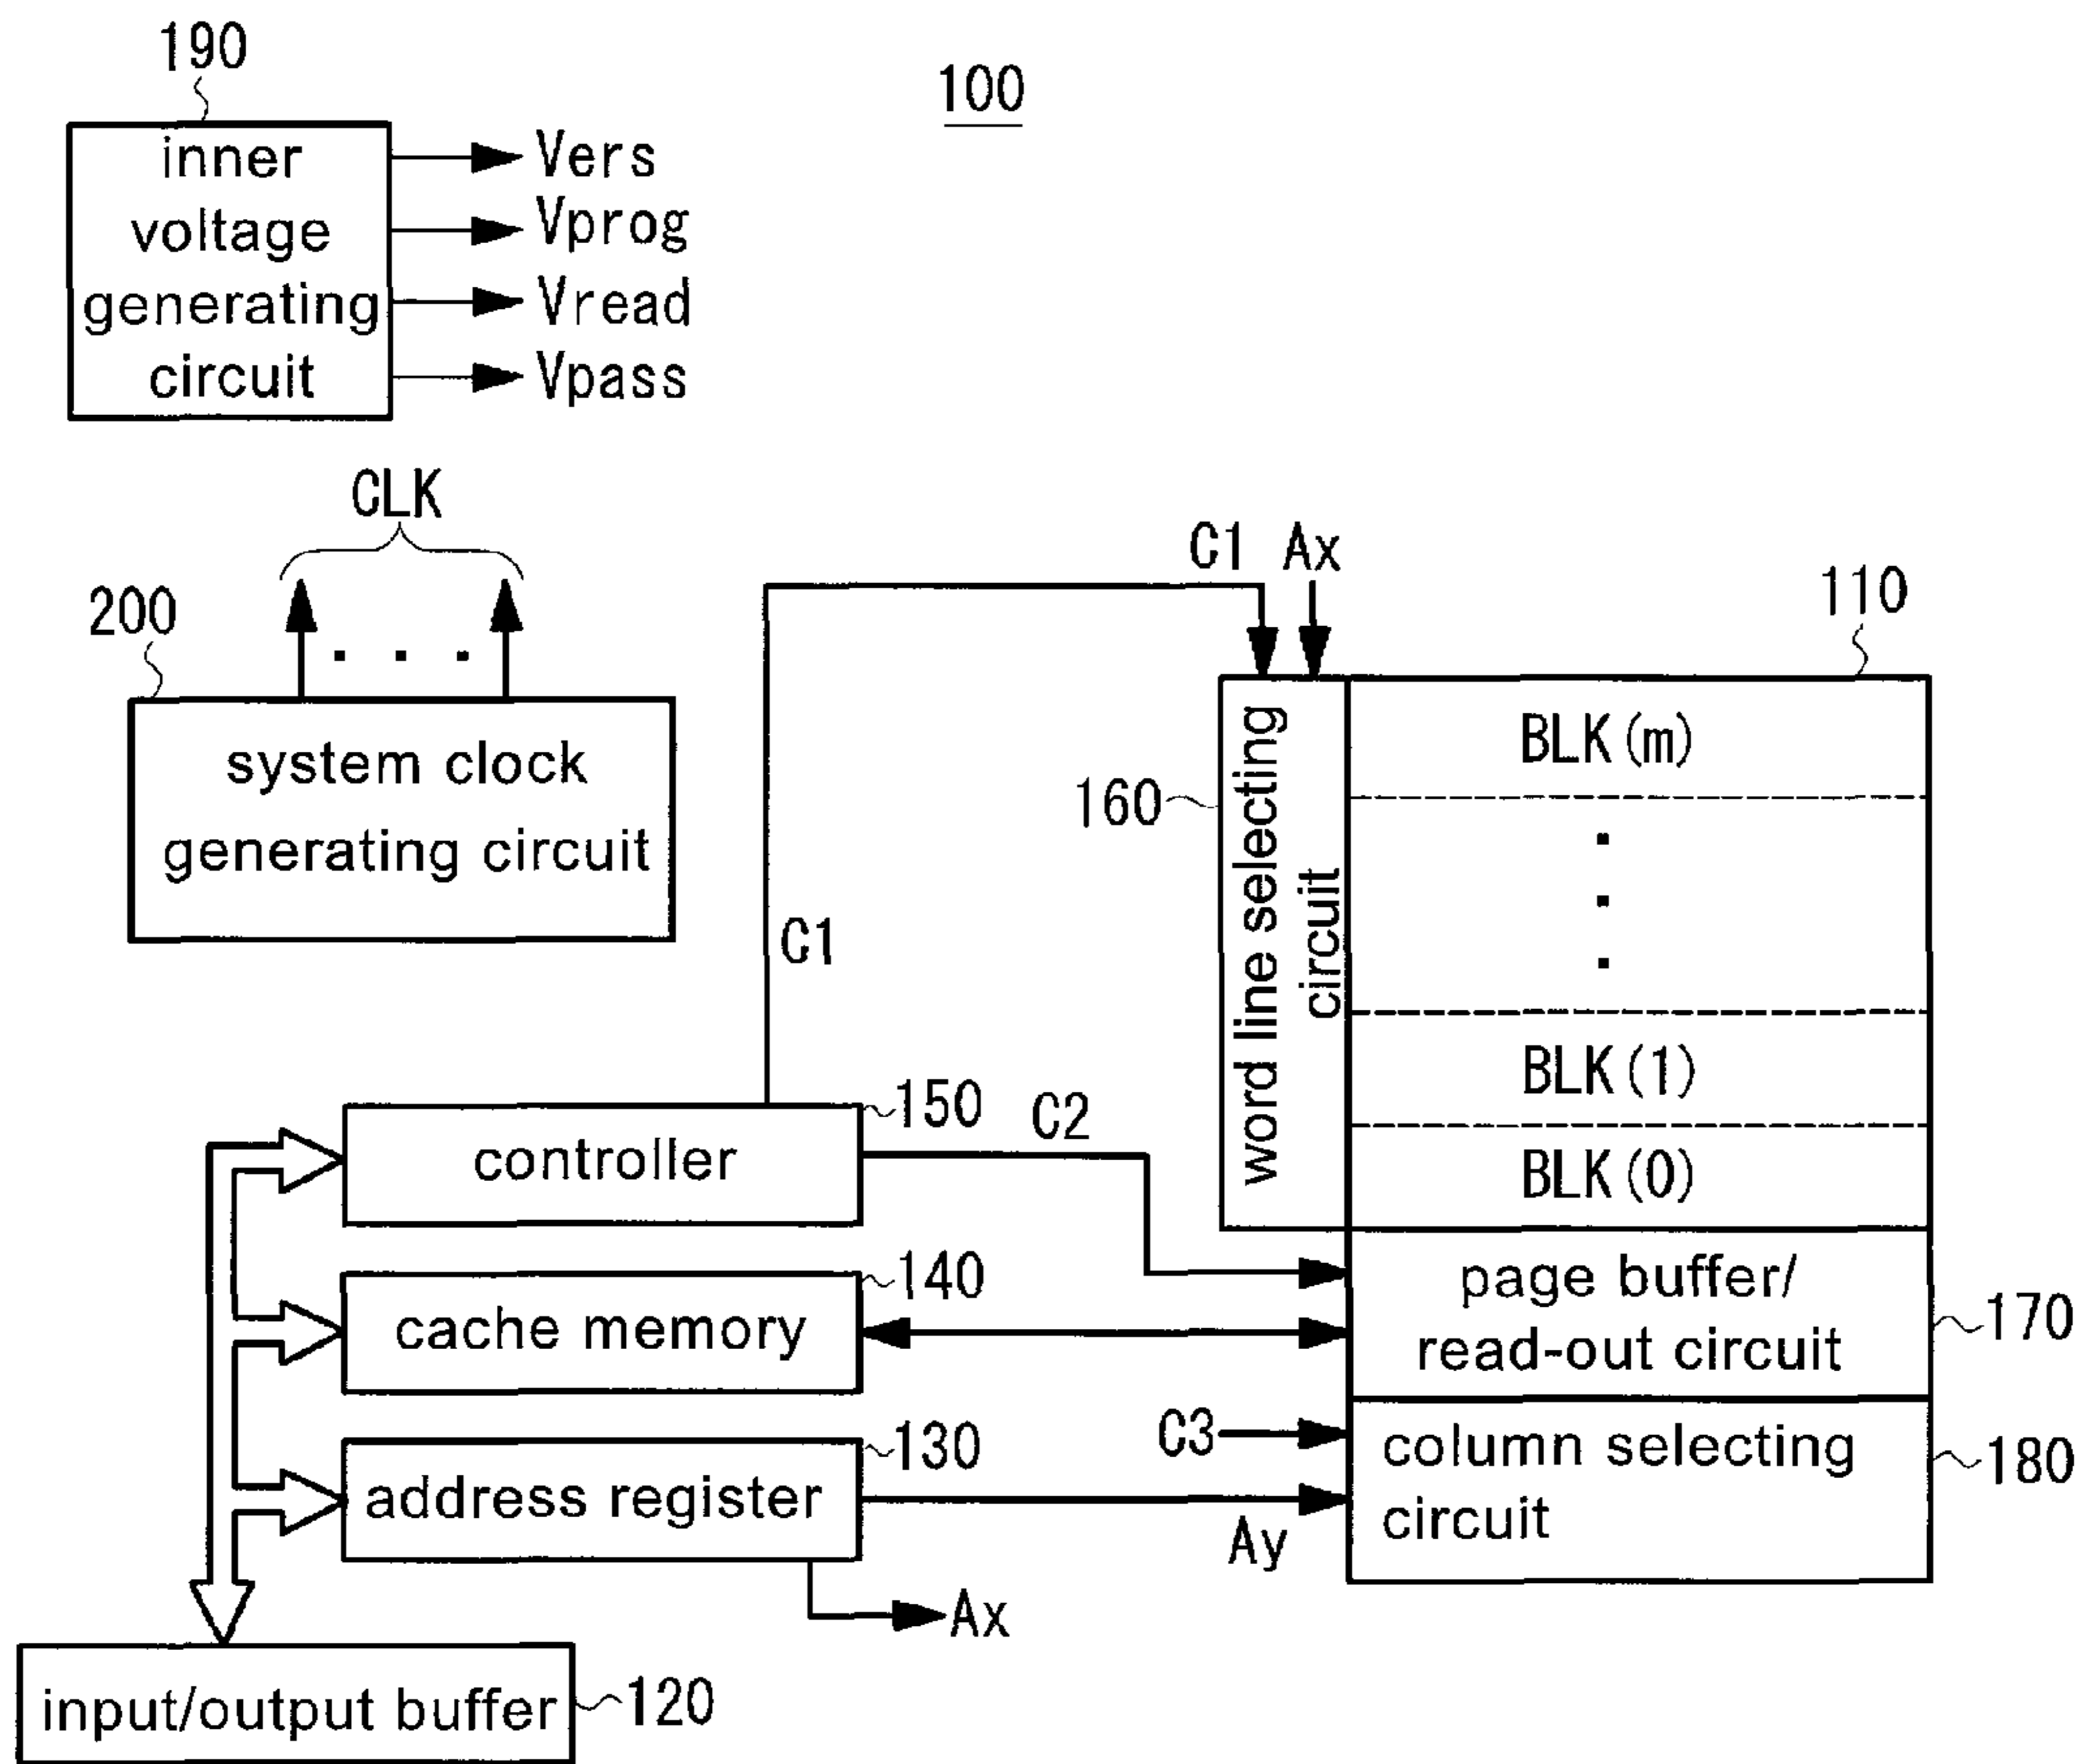 190
100
inner
voltage
generating
circuit
Vers
Vprog
Vread
Vpass
CLK
200
system clock
generating circuit
C1 Ax
110
160
word line selecting
circuit
BLK(m)
BLK(1)
BLK(0)
C1
150
controller
C2
140
cache memory
page buffer/
read-out circuit
170
130
address register
C3
Ay
column selecting
circuit
180
Ax
input/output buffer
120